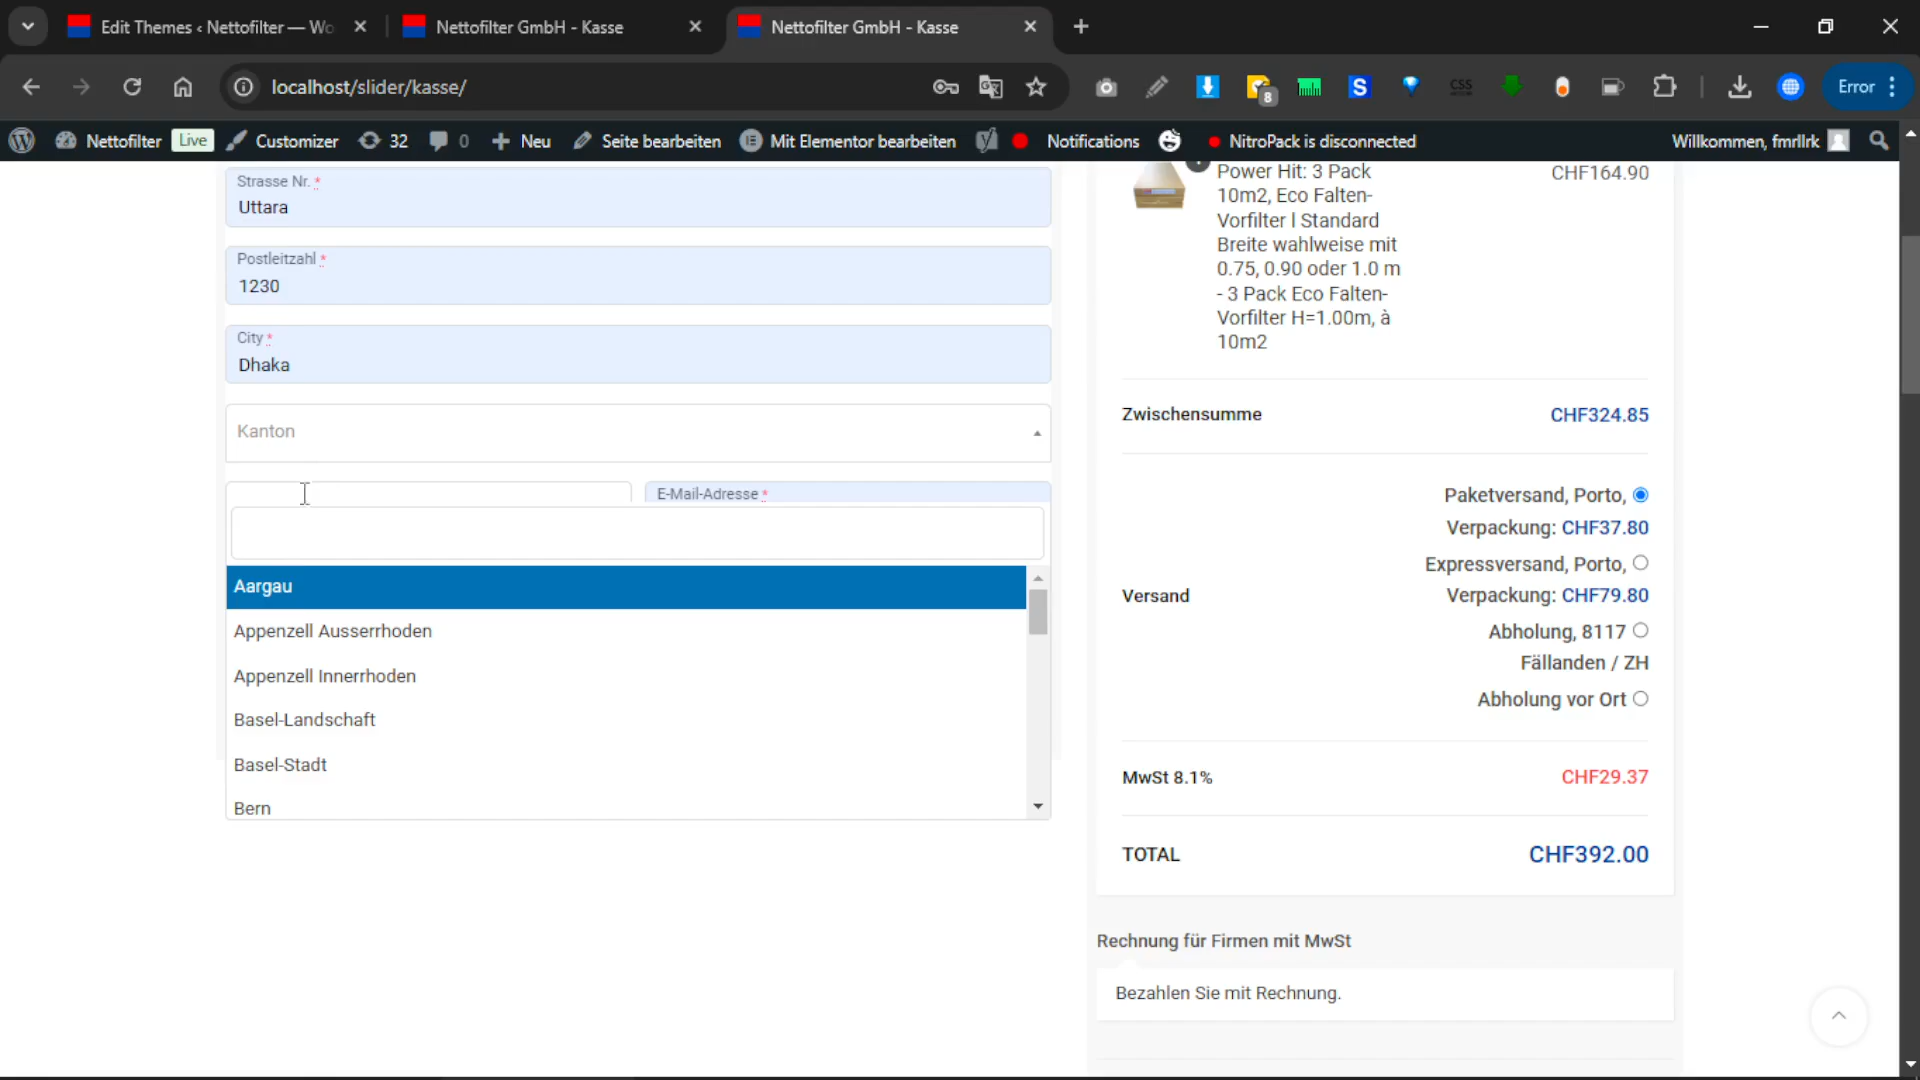 Edit Themes ‹ Nettofilter — Wo
Nettofilter GmbH - Kasse
Nettofilter GmbH - Kasse
localhost/slider/kasse/
8
S
CSS
Error
Nettofilter
Live
Customizer
32
0
Neu
Seite bearbeiten
Mit Elementor bearbeiten
Notifications
NitroPack is disconnected
Willkommen, fmrllrk
Strasse Nr. *
Uttara
Postleitzahl *
1230
City *
Dhaka
Kanton
E-Mail-Adresse *
Aargau
Appenzell Ausserrhoden
Appenzell Innerrhoden
Basel-Landschaft
Basel-Stadt
Bern
Power Hit: 3 Pack
10m2, Eco Falten-
Vorfilter l Standard
Breite wahlweise mit
0.75, 0.90 oder 1.0 m
- 3 Pack Eco Falten-
Vorfilter H=1.00m, à
10m2
CHF164.90
Zwischensumme
CHF324.85
Versand
Paketversand, Porto,
Verpackung: CHF37.80
Expressversand, Porto,
Verpackung: CHF79.80
Abholung, 8117
Fällanden / ZH
Abholung vor Ort
MwSt 8.1%
CHF29.37
TOTAL
CHF392.00
Rechnung für Firmen mit MwSt
Bezahlen Sie mit Rechnung.